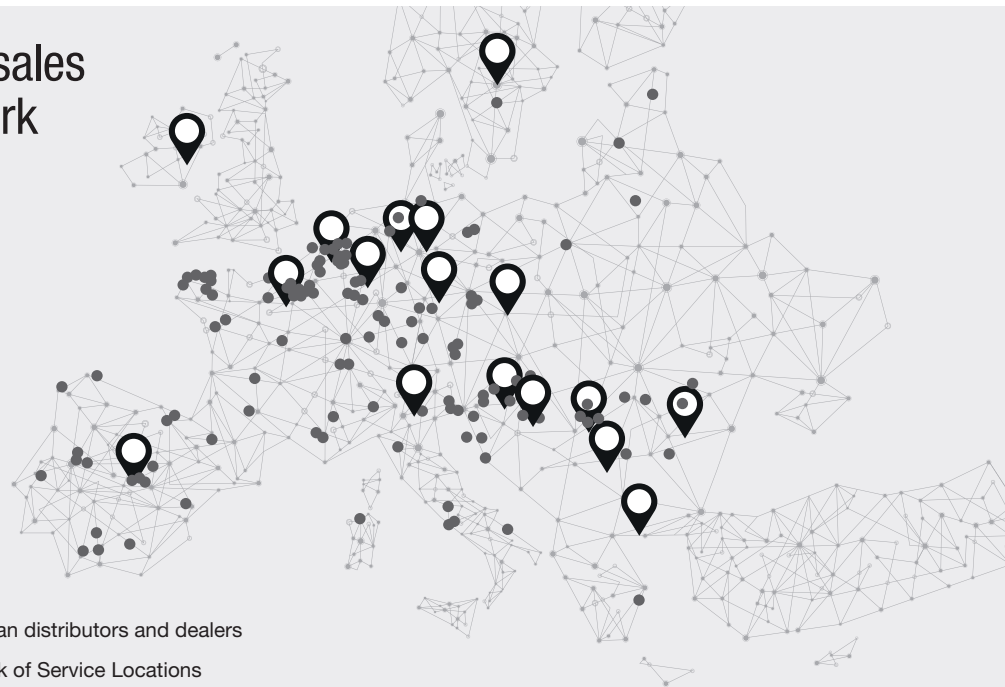 sales
rk
an distributors and dealers
k of Service Locations